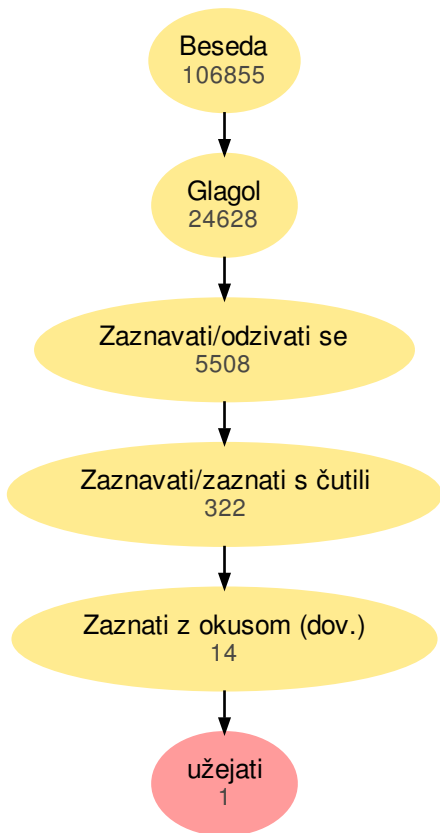 Beseda
106855
Glagol
24628
Zaznavati/odzivati se
5508
Zaznavati/zaznati s čutili
322
Zaznati z okusom (dov.)
14
užejati
1